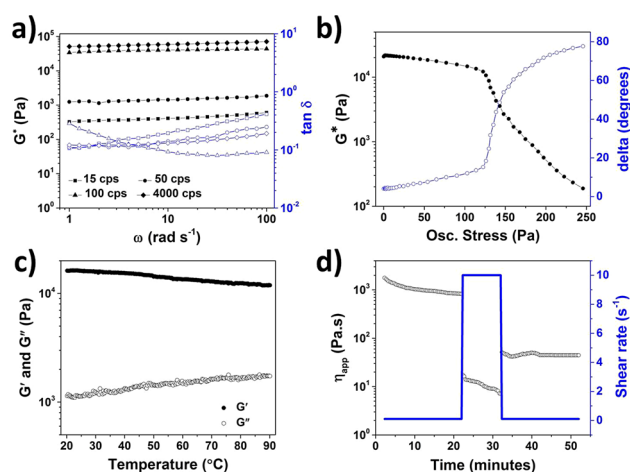 a)
10⁵
10⁴
10³
10²
10¹
10⁰
G* (Pa)
10¹
10⁰
10⁻¹
10⁻²
tan δ
15 cps 50 cps
100 cps 4000 cps
1 10 100
ω (rad s⁻¹)
b)
10⁴
10³
10²
G* (Pa)
80
60
40
20
0
delta (degrees)
0 50 100 150 200 250
Osc. Stress (Pa)
c)
10⁴
10³
G′ and G″ (Pa)
G′
G″
20 30 40 50 60 70 80 90
Temperature (°C)
d)
10³
10²
10¹
10⁰
ηapp (Pa.s)
10
8
6
4
2
0
Shear rate (s⁻¹)
0 10 20 30 40 50
Time (minutes)